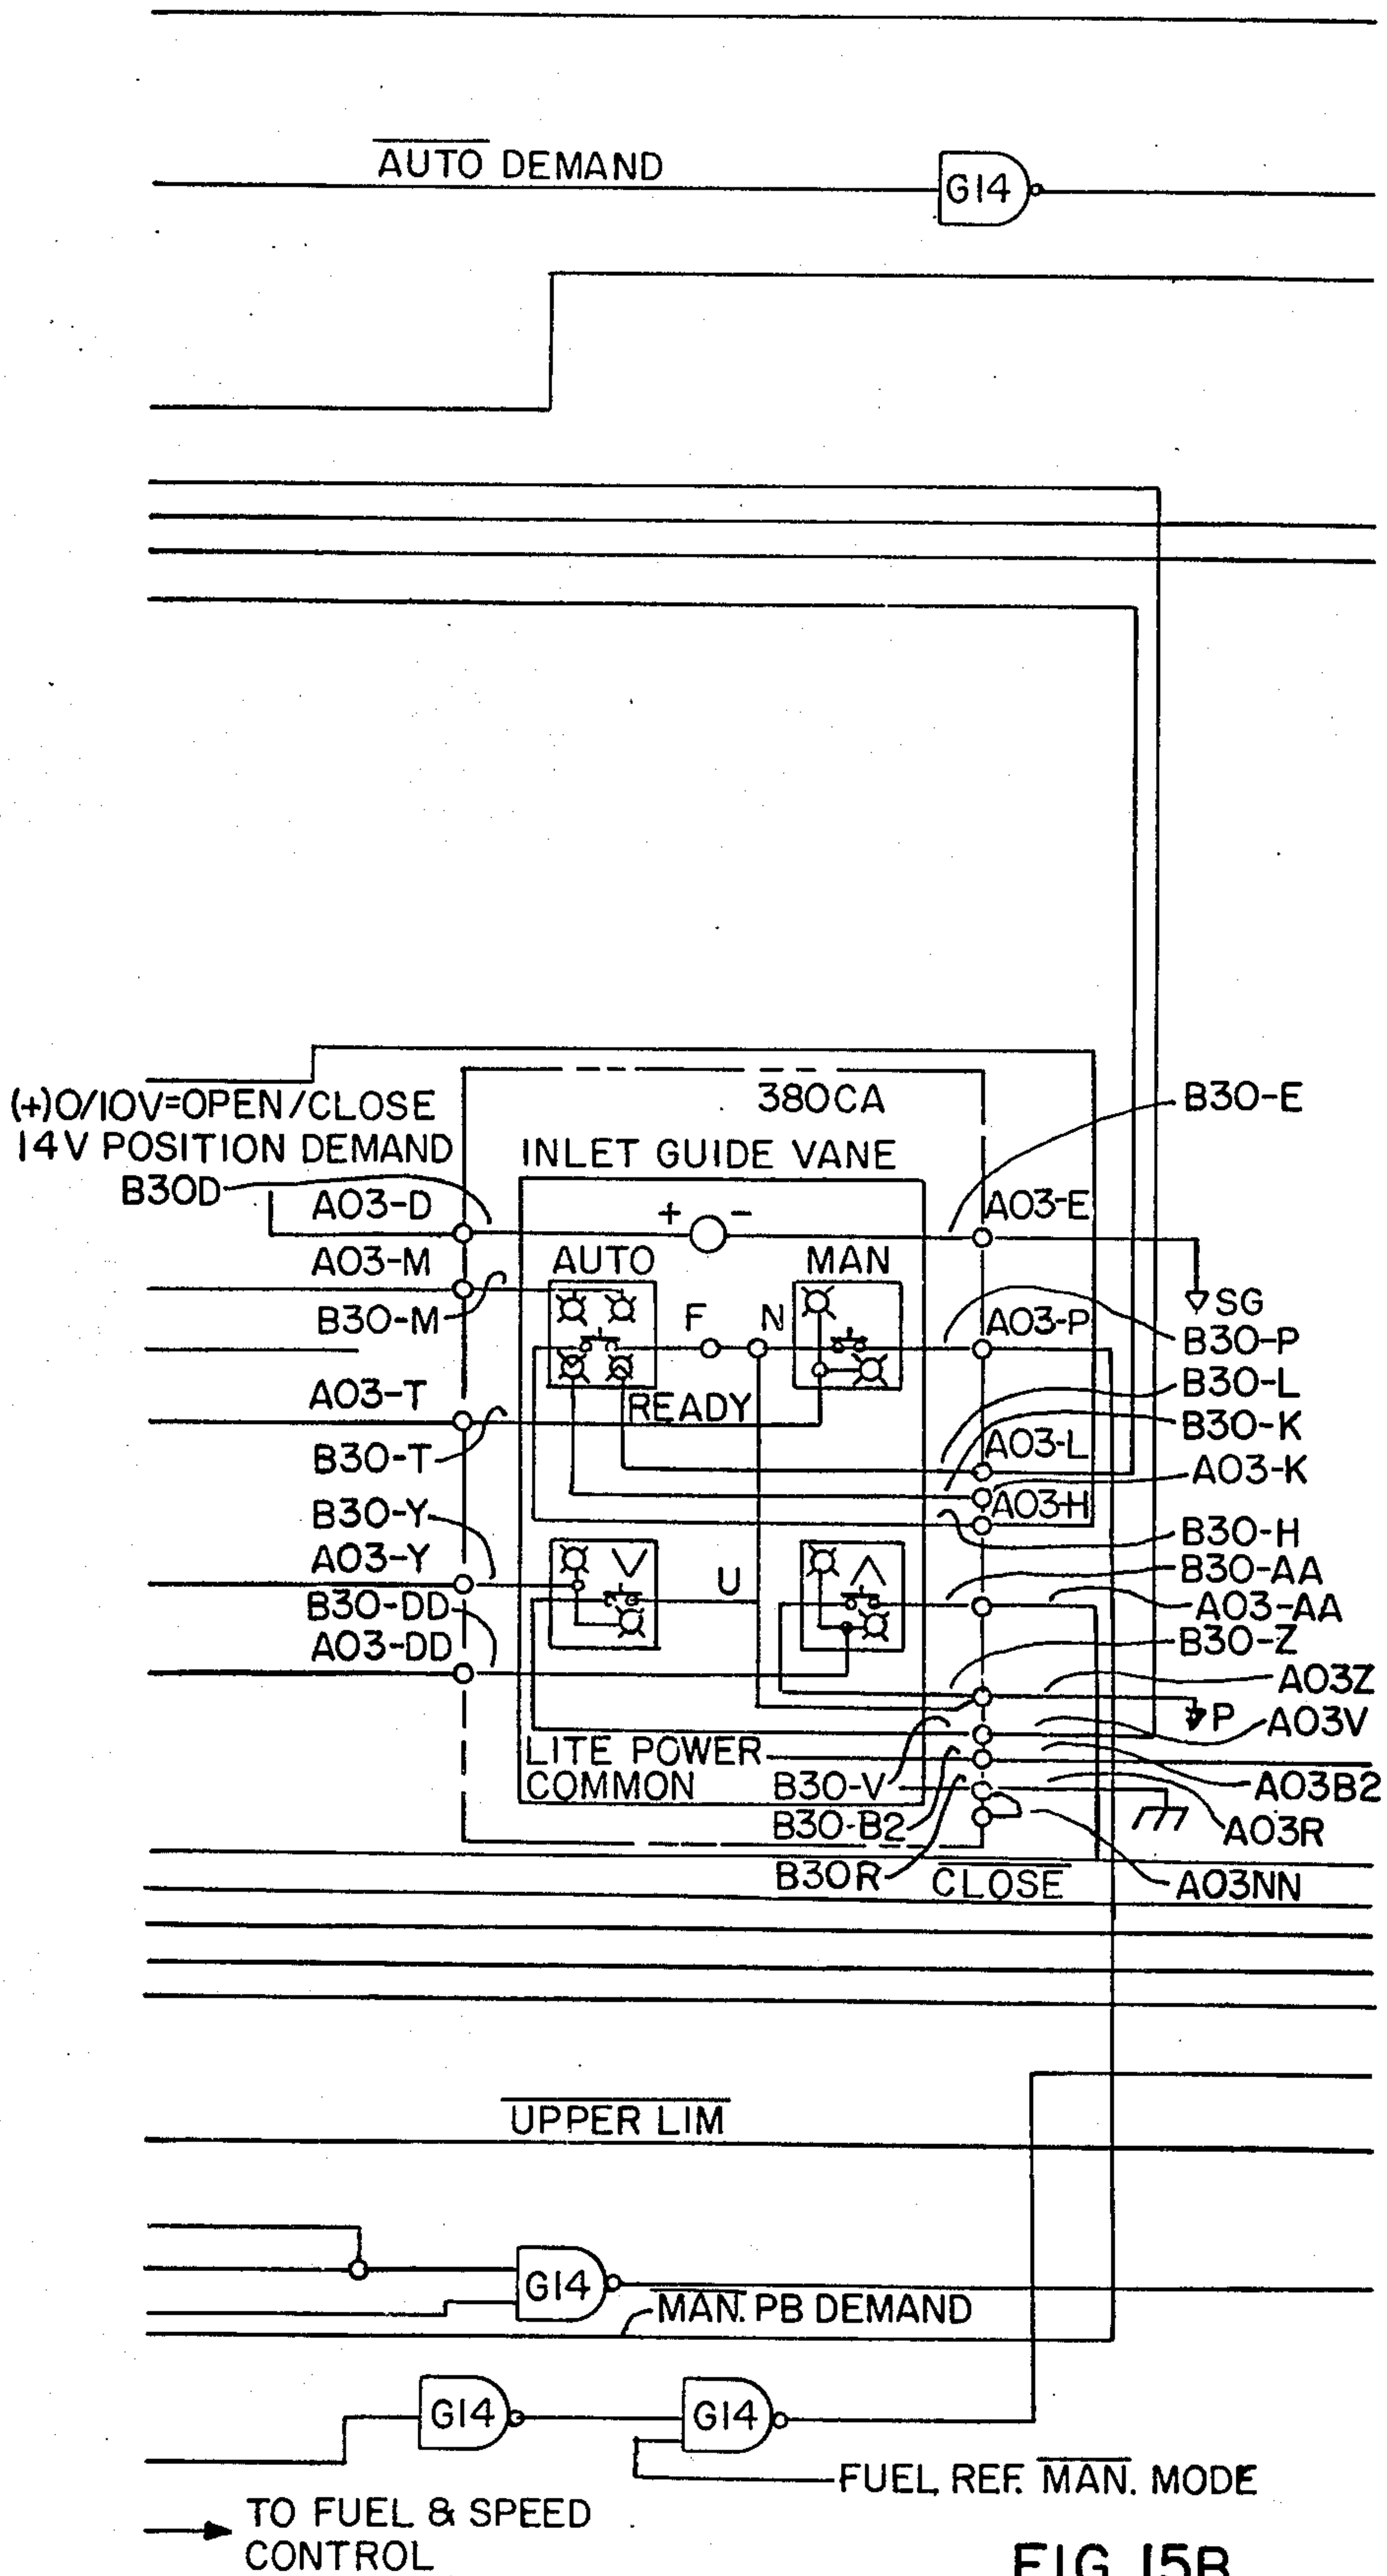 AUTO DEMAND
G14
(+)0/10V=OPEN/CLOSE
14V POSITION DEMAND
380CA
B30-E
INLET GUIDE VANE
B30D
A03-D
+
-
A03-E
A03-M
AUTO
MAN
SG
B30-M
F
N
A03-P
B30-P
A03-T
READY
B30-L
B30-K
B30-T
A03-L
A03-K
A03-H
B30-Y
B30-H
A03-Y
U
B30-AA
B30-DD
A03-AA
A03-DD
B30-Z
A03Z
P
A03V
LITE POWER
COMMON
B30-V
A03B2
B30-B2
A03R
B30R
CLOSE
A03NN
UPPER LIM
G14
MAN. PB DEMAND
G14
G14
FUEL REF. MAN. MODE
TO FUEL & SPEED
CONTROL
FIG. 15B